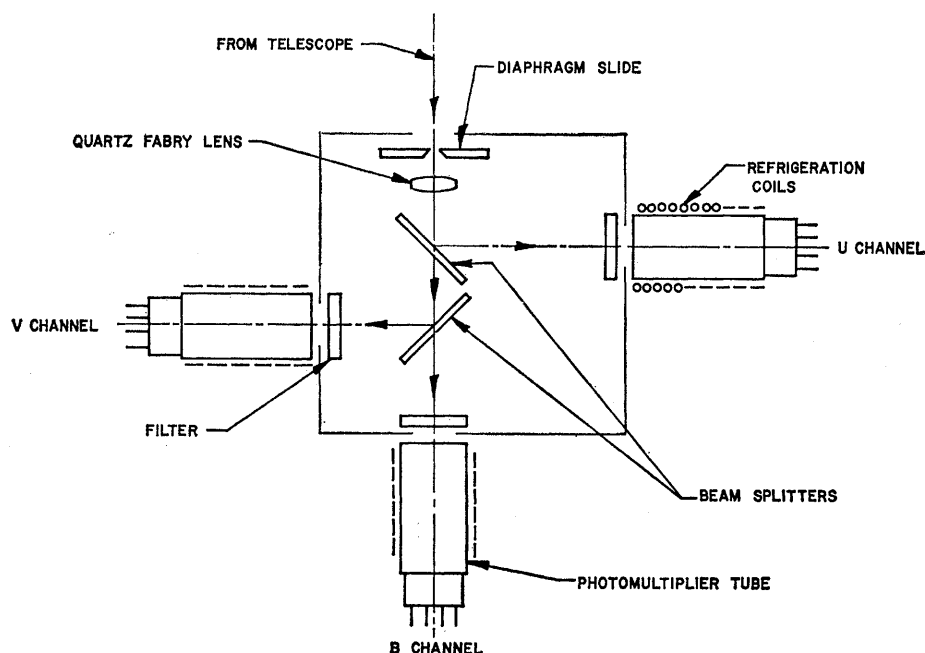 FROM TELESCOPE
DIAPHRAGM SLIDE
QUARTZ FABRY LENS
REFRIGERATION
COILS
U CHANNEL
V CHANNEL
FILTER
BEAM SPLITTERS
PHOTOMULTIPLIER TUBE
B CHANNEL